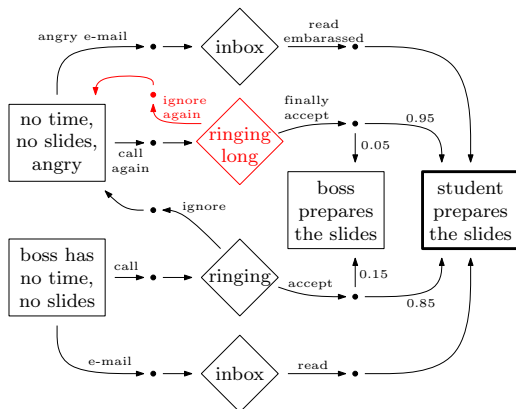 angry e-mail
inbox
read
embarassed
ignore
again
no time,
no slides,
angry
call
again
ringing
long
finally
accept
0.95
0.05
boss
prepares
the slides
student
prepares
the slides
ignore
boss has
no time,
no slides
call
ringing
accept
0.15
0.85
e-mail
inbox
read